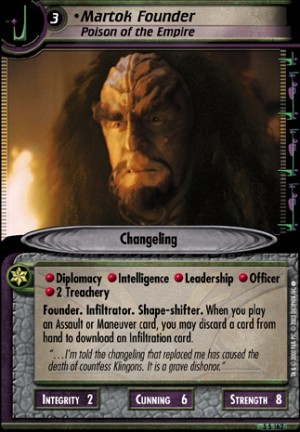 3 •Martok Founder
Poison of the Empire
Changeling
Diplomacy Intelligence Leadership Officer
2 Treachery
Founder. Infiltrator. Shape-shifter. When you play
an Assault or Maneuver card, you may discard a card from
hand to download an Infiltration card.
“…I’m told the changeling that replaced me has caused the
death of countless Klingons. It is a grave dishonor.”
INTEGRITY 2 CUNNING 6 STRENGTH 8